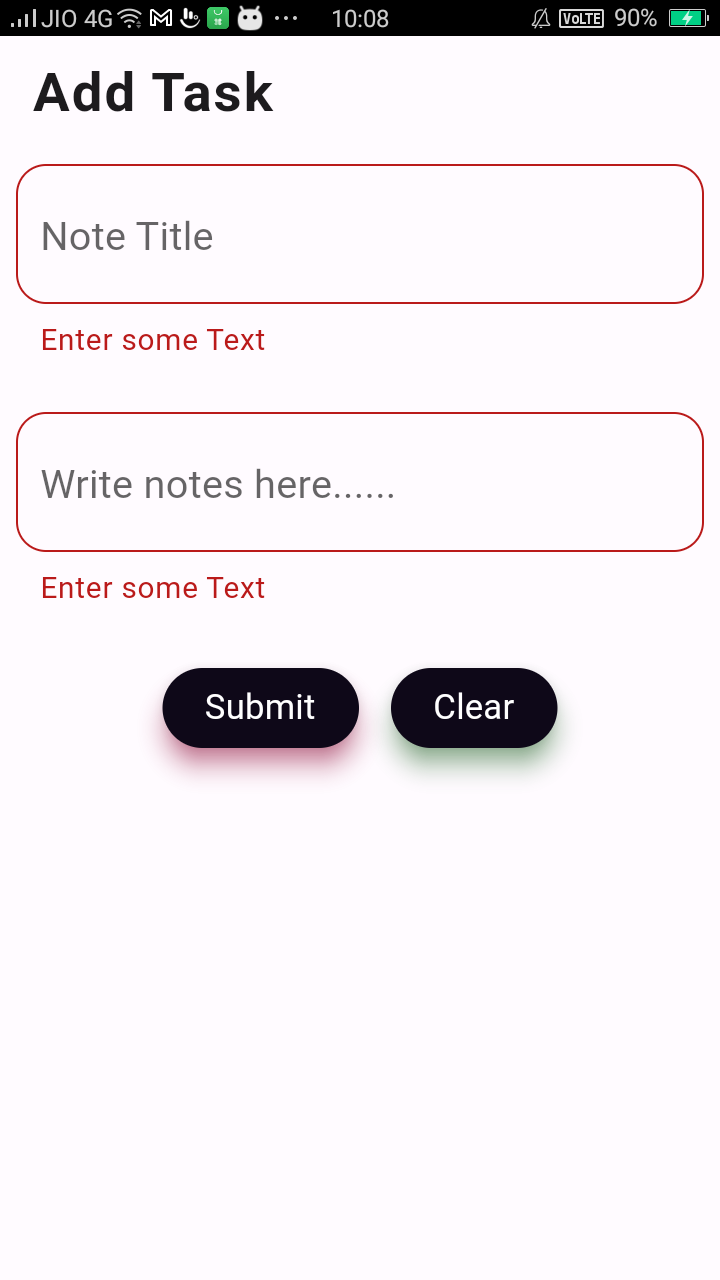 JIO 4G 10:08 VoLTE 90%
Add Task
Note Title
Enter some Text
Write notes here......
Enter some Text
Submit Clear